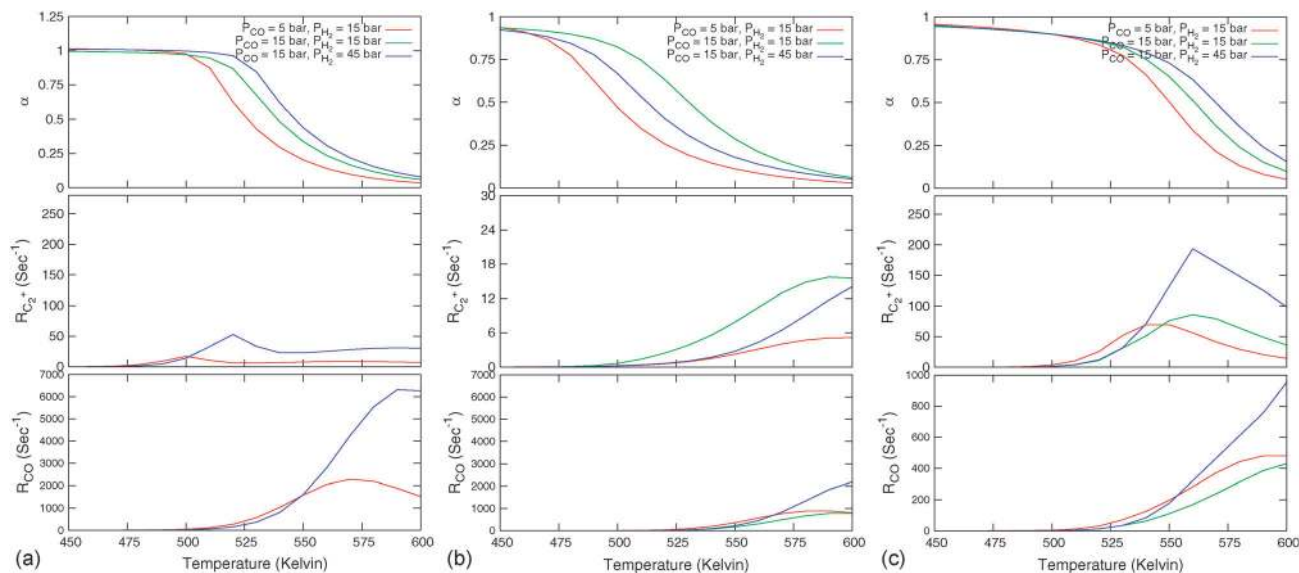 P_CO = 5 bar, P_H2 = 15 bar
P_CO = 15 bar, P_H2 = 15 bar
P_CO = 15 bar, P_H2 = 45 bar
1.25
1
0.75
0.5
0.25
0
α
250
200
150
100
50
0
R_C2+ (Sec-1)
7000
6000
5000
4000
3000
2000
1000
0
R_CO (Sec-1)
450 475 500 525 550 575 600
Temperature (Kelvin)
(a)
P_CO = 5 bar, P_H2 = 15 bar
P_CO = 15 bar, P_H2 = 15 bar
P_CO = 15 bar, P_H2 = 45 bar
1
0.75
0.5
0.25
0
α
30
24
18
12
6
0
R_C2+ (Sec-1)
7000
6000
5000
4000
3000
2000
1000
0
R_CO (Sec-1)
450 475 500 525 550 575 600
Temperature (Kelvin)
(b)
P_CO = 5 bar, P_H2 = 15 bar
P_CO = 15 bar, P_H2 = 15 bar
P_CO = 15 bar, P_H2 = 45 bar
1
0.75
0.5
0.25
0
α
250
200
150
100
50
0
R_C2+ (Sec-1)
1000
800
600
400
200
0
R_CO (Sec-1)
450 475 500 525 550 575 600
Temperature (Kelvin)
(c)